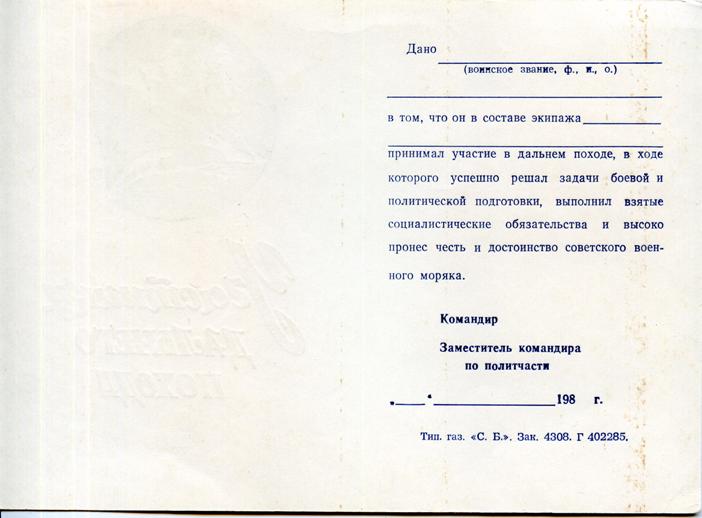 Дано
(воинское звание, ф., и., о.)
в том, что он в составе экипажа
принимал участие в дальнем походе, в ходе
которого успешно решал задачи боевой и
политической подготовки, выполнил взятые
социалистические обязательства и высоко
пронес честь и достоинство советского воен-
ного моряка.
Командир
Заместитель командира
по политчасти
„ “ 198 г.
Тип. газ. «С. Б.». Зак. 4308. Г 402285.